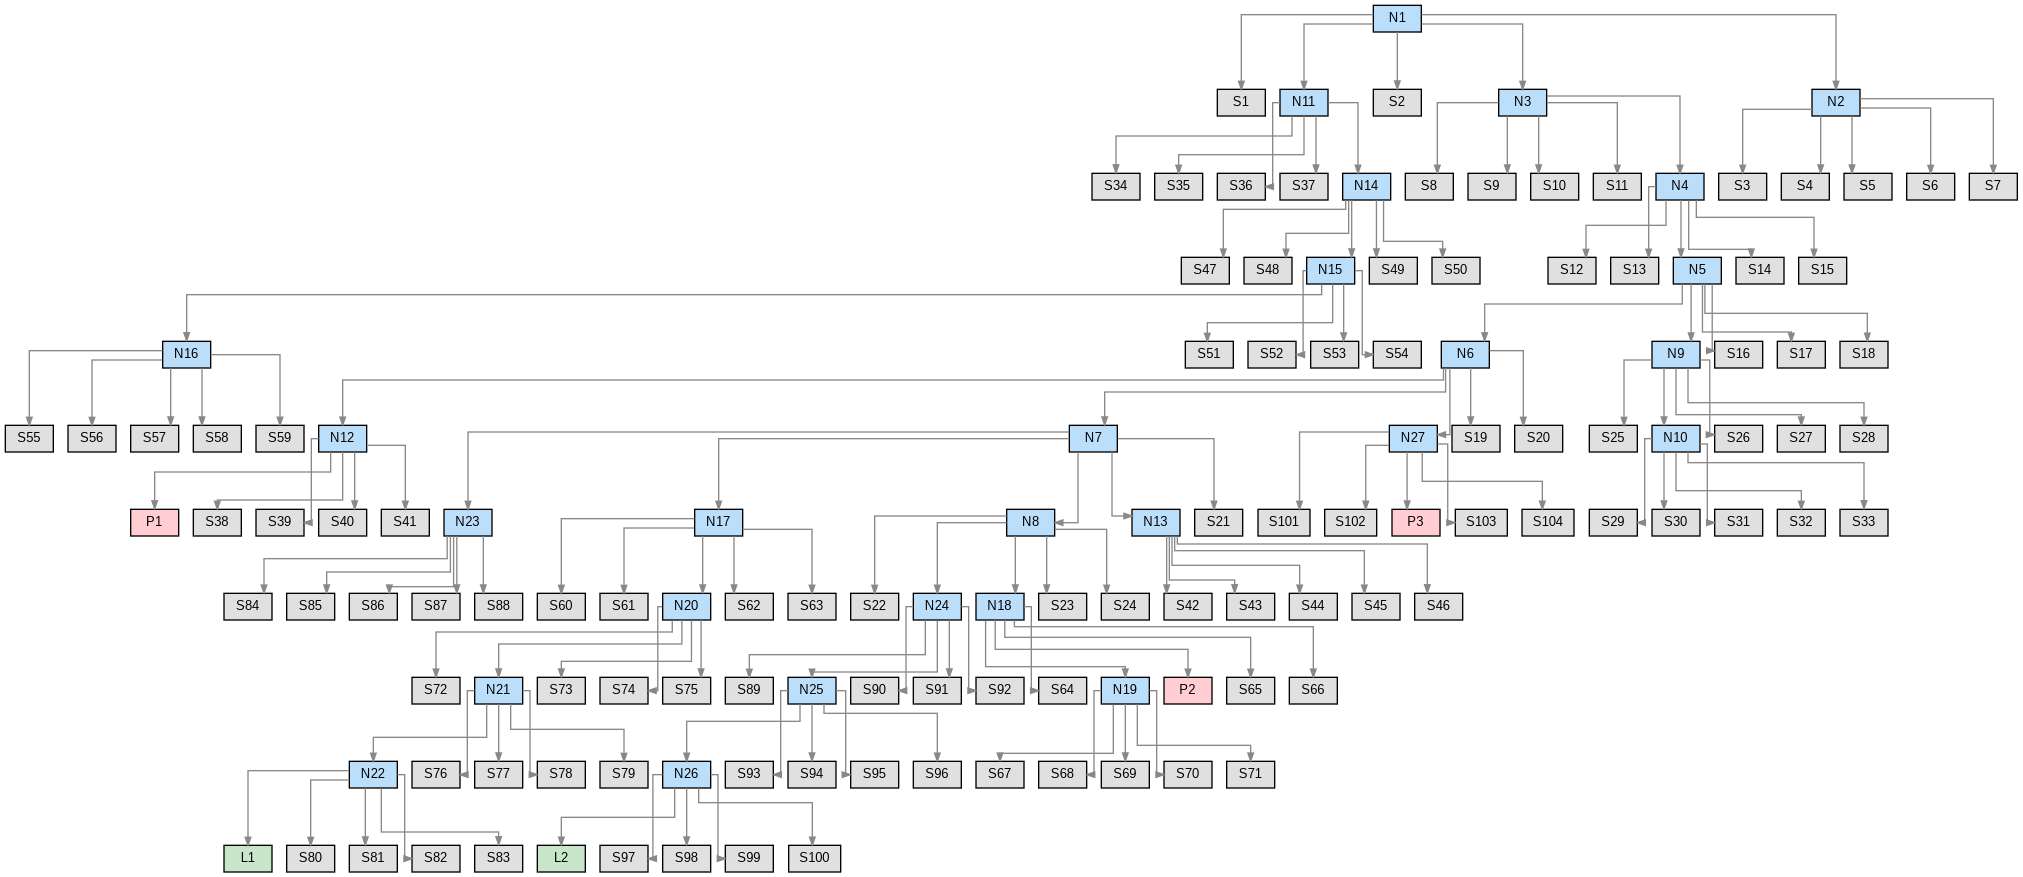 N1
S1 N11 S2 N3 N2
S34 S35 S36 S37 N14 S8 S9 S10 S11 N4 S3 S4 S5 S6 S7
S47 S48 N15 S49 S50 S12 S13 N5 S14 S15
N16 S51 S52 S53 S54 N6 N9 S16 S17 S18
S55 S56 S57 S58 S59 N12 N7 N27 S19 S20 S25 N10 S26 S27 S28
P1 S38 S39 S40 S41 N23 N17 N8 N13 S21 S101 S102 P3 S103 S104 S29 S30 S31 S32 S33
S84 S85 S86 S87 S88 S60 S61 N20 S62 S63 S22 N24 N18 S23 S24 S42 S43 S44 S45 S46
S72 N21 S73 S74 S75 S89 N25 S90 S91 S92 S64 N19 P2 S65 S66
N22 S76 S77 S78 S79 N26 S93 S94 S95 S96 S67 S68 S69 S70 S71
L1 S80 S81 S82 S83 L2 S97 S98 S99 S100